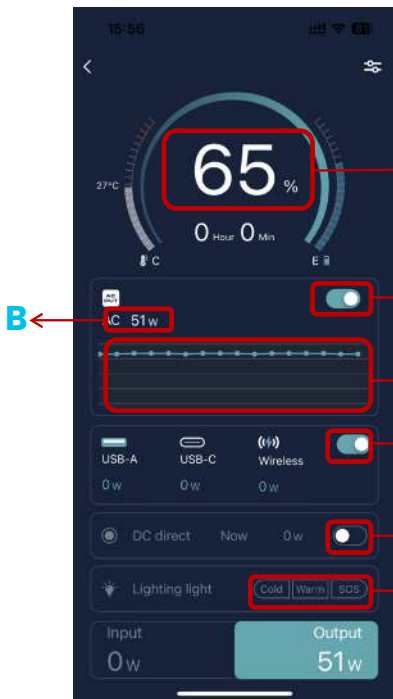 15:56
65 %
27°C
0 Hour 0 Min
C E
AC OUT
B AC 51w
USB-A USB-C Wireless
0w 0w 0w
DC direct Now 0w
Lighting light Cold Warm SOS
Input Output
0w 51w